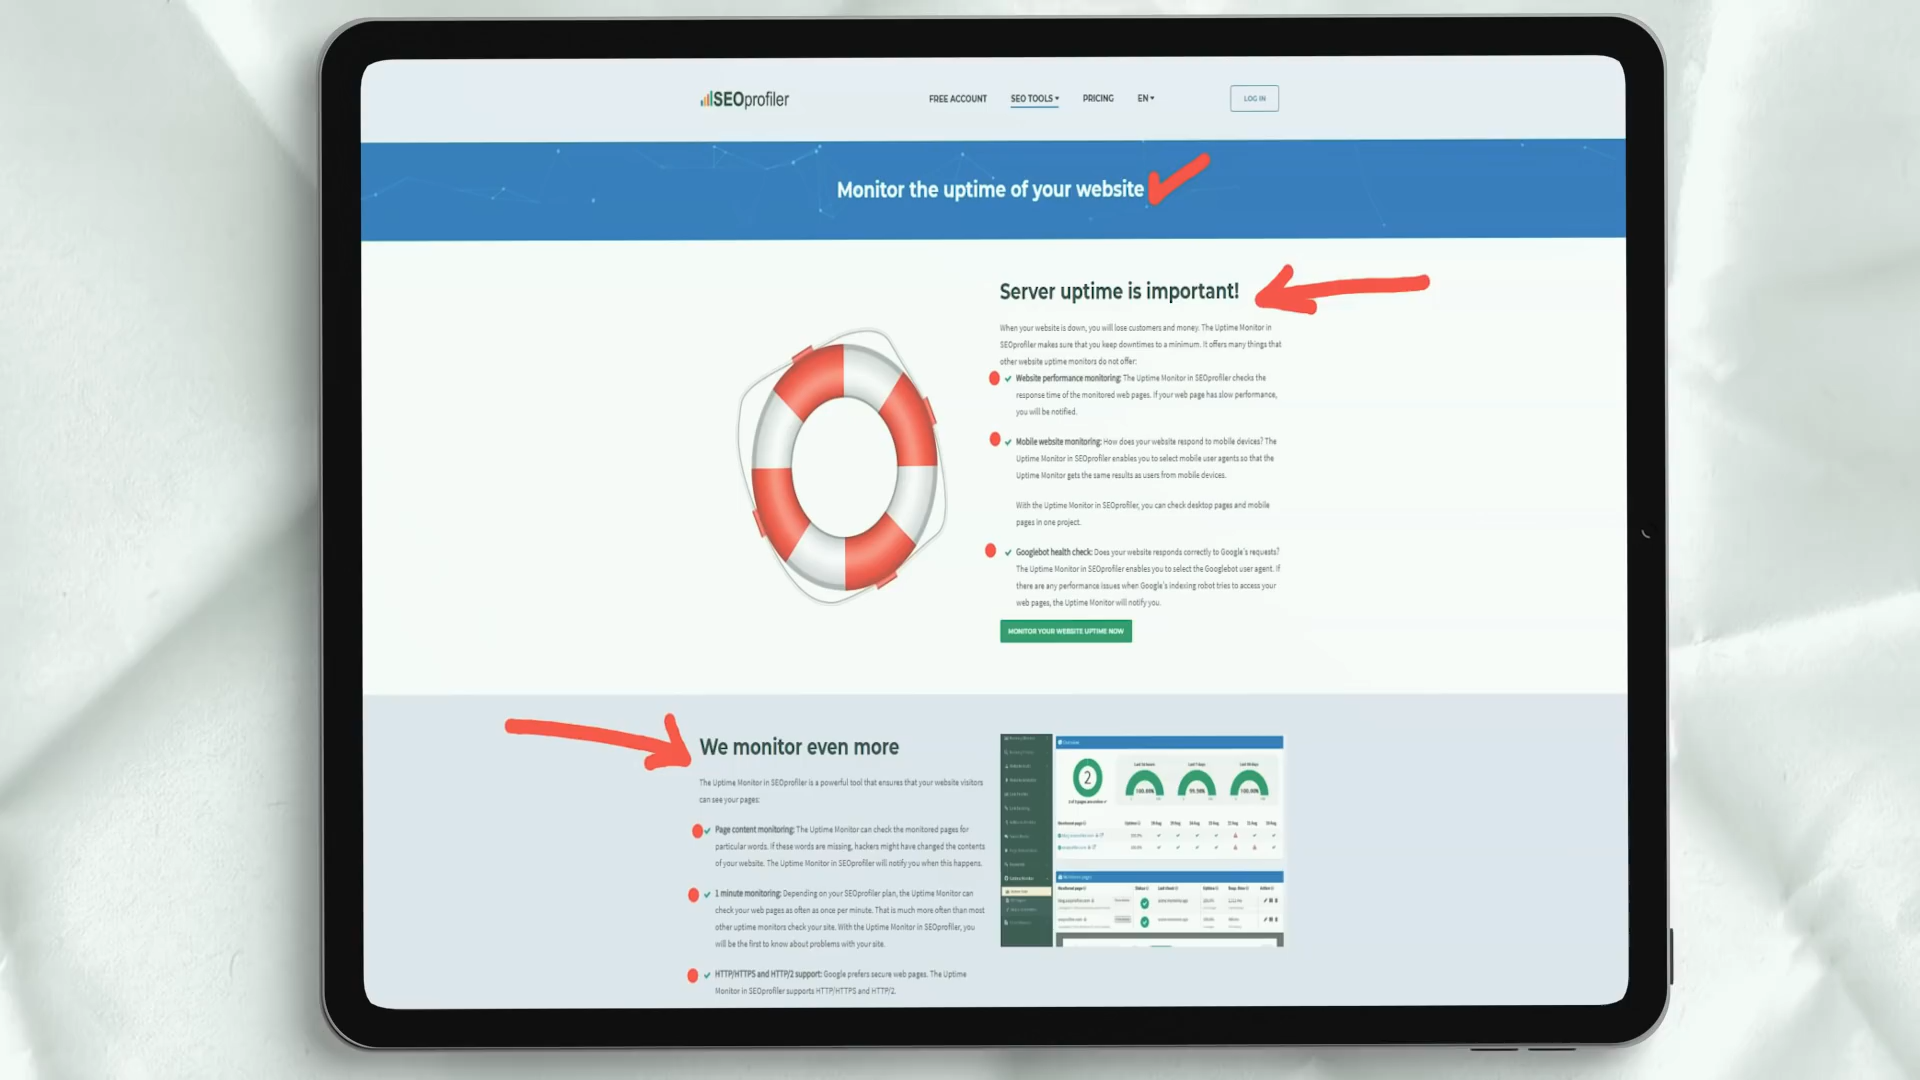 SEOprofiler
FREE ACCOUNT
SEO TOOLS
PRICING
EN
LOG IN
Monitor the uptime of your website
Server uptime is important!
When your website is down, you will lose customers and money. The Uptime Monitor in
SEOprofiler makes sure that you keep downtimes to a minimum. It offers many things that
other website uptime monitors do not offer:
Website performance monitoring: The Uptime Monitor in SEOprofiler checks the
response time of the monitored web pages. If your web page has slow performance,
you will be notified.
Mobile website monitoring: How does your website respond to mobile devices? The
Uptime Monitor in SEOprofiler enables you to select mobile user agents so that the
Uptime Monitor gets the same results as users from mobile devices.
With the Uptime Monitor in SEOprofiler, you can check desktop pages and mobile
pages in one project.
Googlebot health check: Does your website responds correctly to Google's requests?
The Uptime Monitor in SEOprofiler enables you to select the Googlebot user agent. If
there are any performance issues when Google's indexing robot tries to access your
web pages, the Uptime Monitor will notify you.
MONITOR YOUR WEBSITE UPTIME NOW
We monitor even more
The Uptime Monitor in SEOprofiler is a powerful tool that ensures that your website visitors
can see your pages:
Page content monitoring: The Uptime Monitor can check the monitored pages for
particular words. If these words are missing, hackers might have changed the contents
of your website. The Uptime Monitor in SEOprofiler will notify you when this happens.
1 minute monitoring: Depending on your SEOprofiler plan, the Uptime Monitor can
check your web pages as often as once per minute. That is much more often than most
other uptime monitors check your site. With the Uptime Monitor in SEOprofiler, you
will be the first to know about problems with your site.
HTTP/HTTPS and HTTP/2 support: Google prefers secure web pages. The Uptime
Monitor in SEOprofiler supports HTTP/HTTPS and HTTP/2.
Overview
2
Last 24 hours
Last 7 days
100.00%
99.98%
100.00%